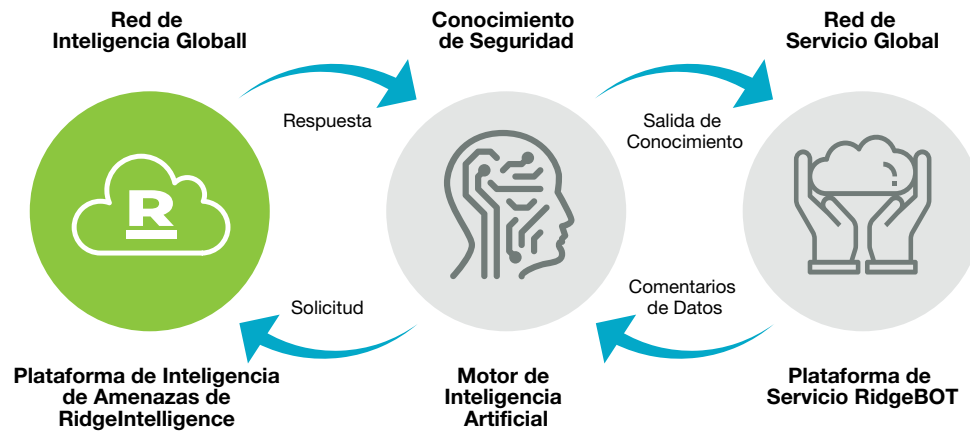 Red de
Inteligencia Globall
Conocimiento
de Seguridad
Red de
Servicio Global
Respuesta
Salida de
Conocimiento
R
Solicitud
Comentarios
de Datos
Plataforma de Inteligencia
de Amenazas de
RidgeIntelligence
Motor de
Inteligencia
Artificial
Plataforma de
Servicio RidgeBOT